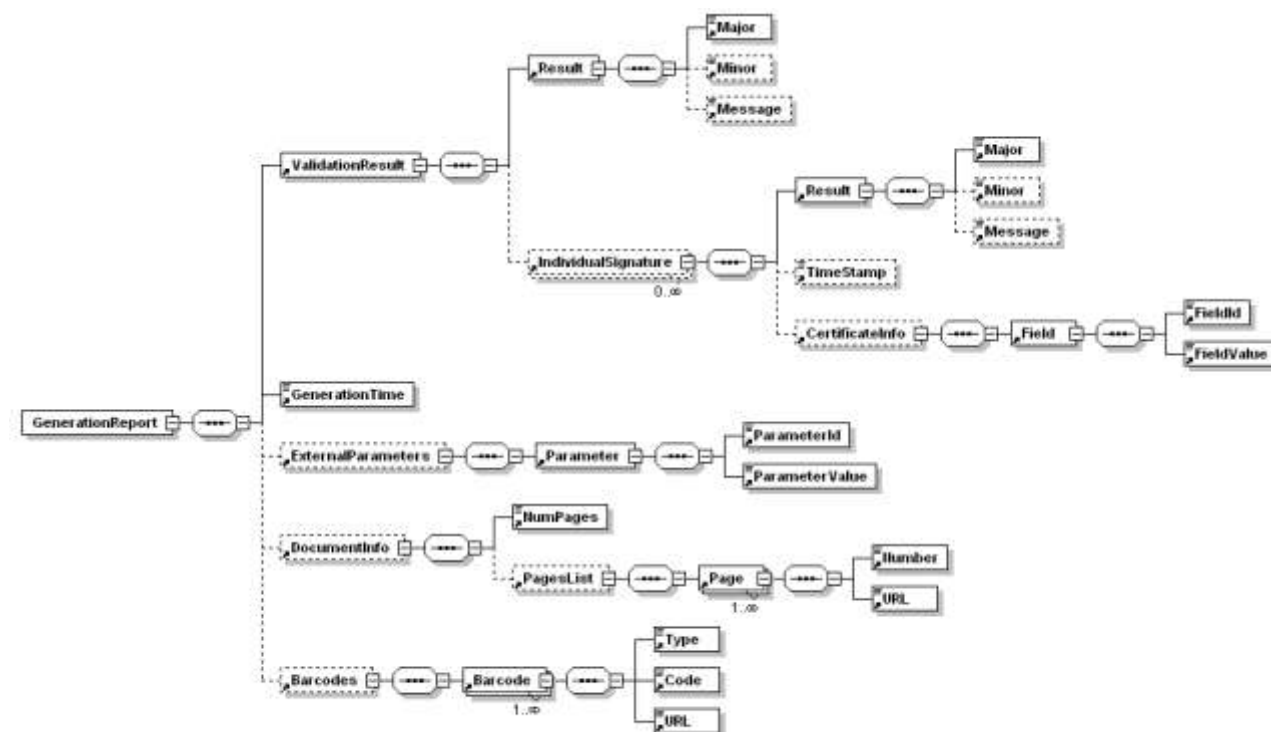 Major
Result
Minor
Message
Major
ValidationResult
Result
Minor
Message
IndividualSignature
0..∞
TimeStamp
FieldId
CertificateInfo
Field
FieldValue
GenerationTime
GenerationReport
ParameterId
ExternalParameters
Parameter
ParameterValue
NumPages
DocumentInfo
Number
PagesList
Page
1..∞
URL
Type
Barcodes
Barcode
Code
1..∞
URL